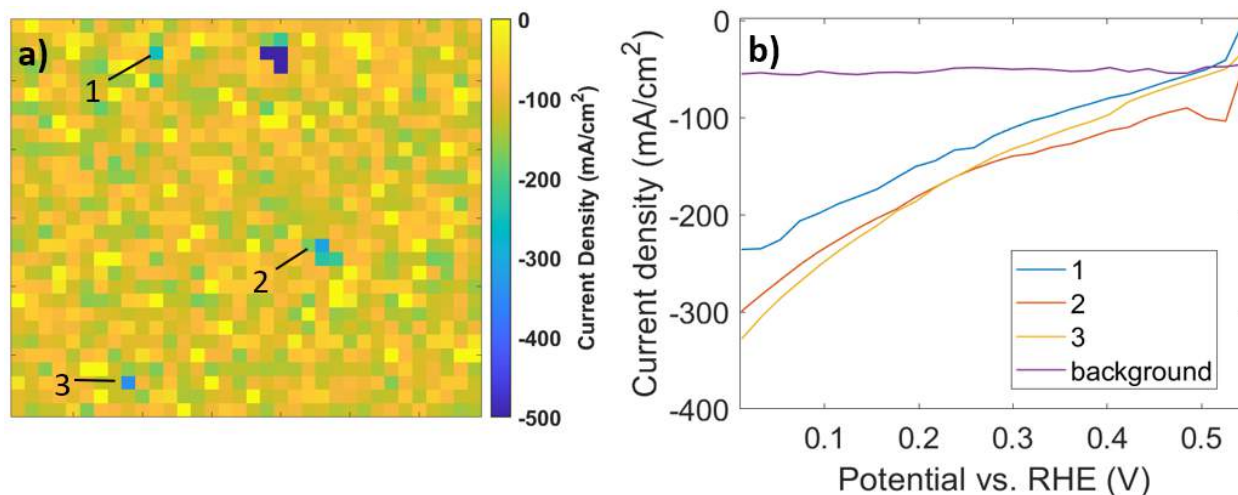 a)
1
2
3
0
-100
-200
-300
-400
-500
Current Density (mA/cm²)
b)
0
-100
-200
-300
-400
Current density (mA/cm²)
0.1 0.2 0.3 0.4 0.5
Potential vs. RHE (V)
1
2
3
background